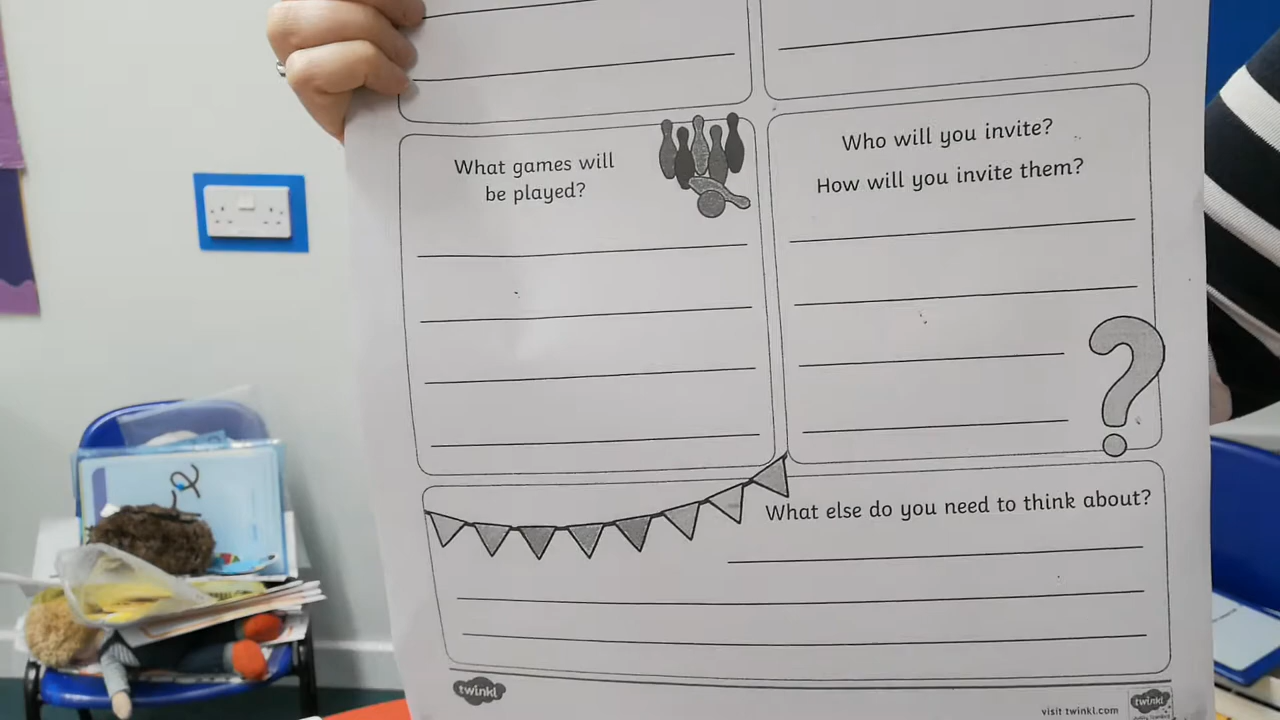 What games will
be played?
Who will you invite?
How will you invite them?
What else do you need to think about?
twinkl
visit twinkl.com
twinkl